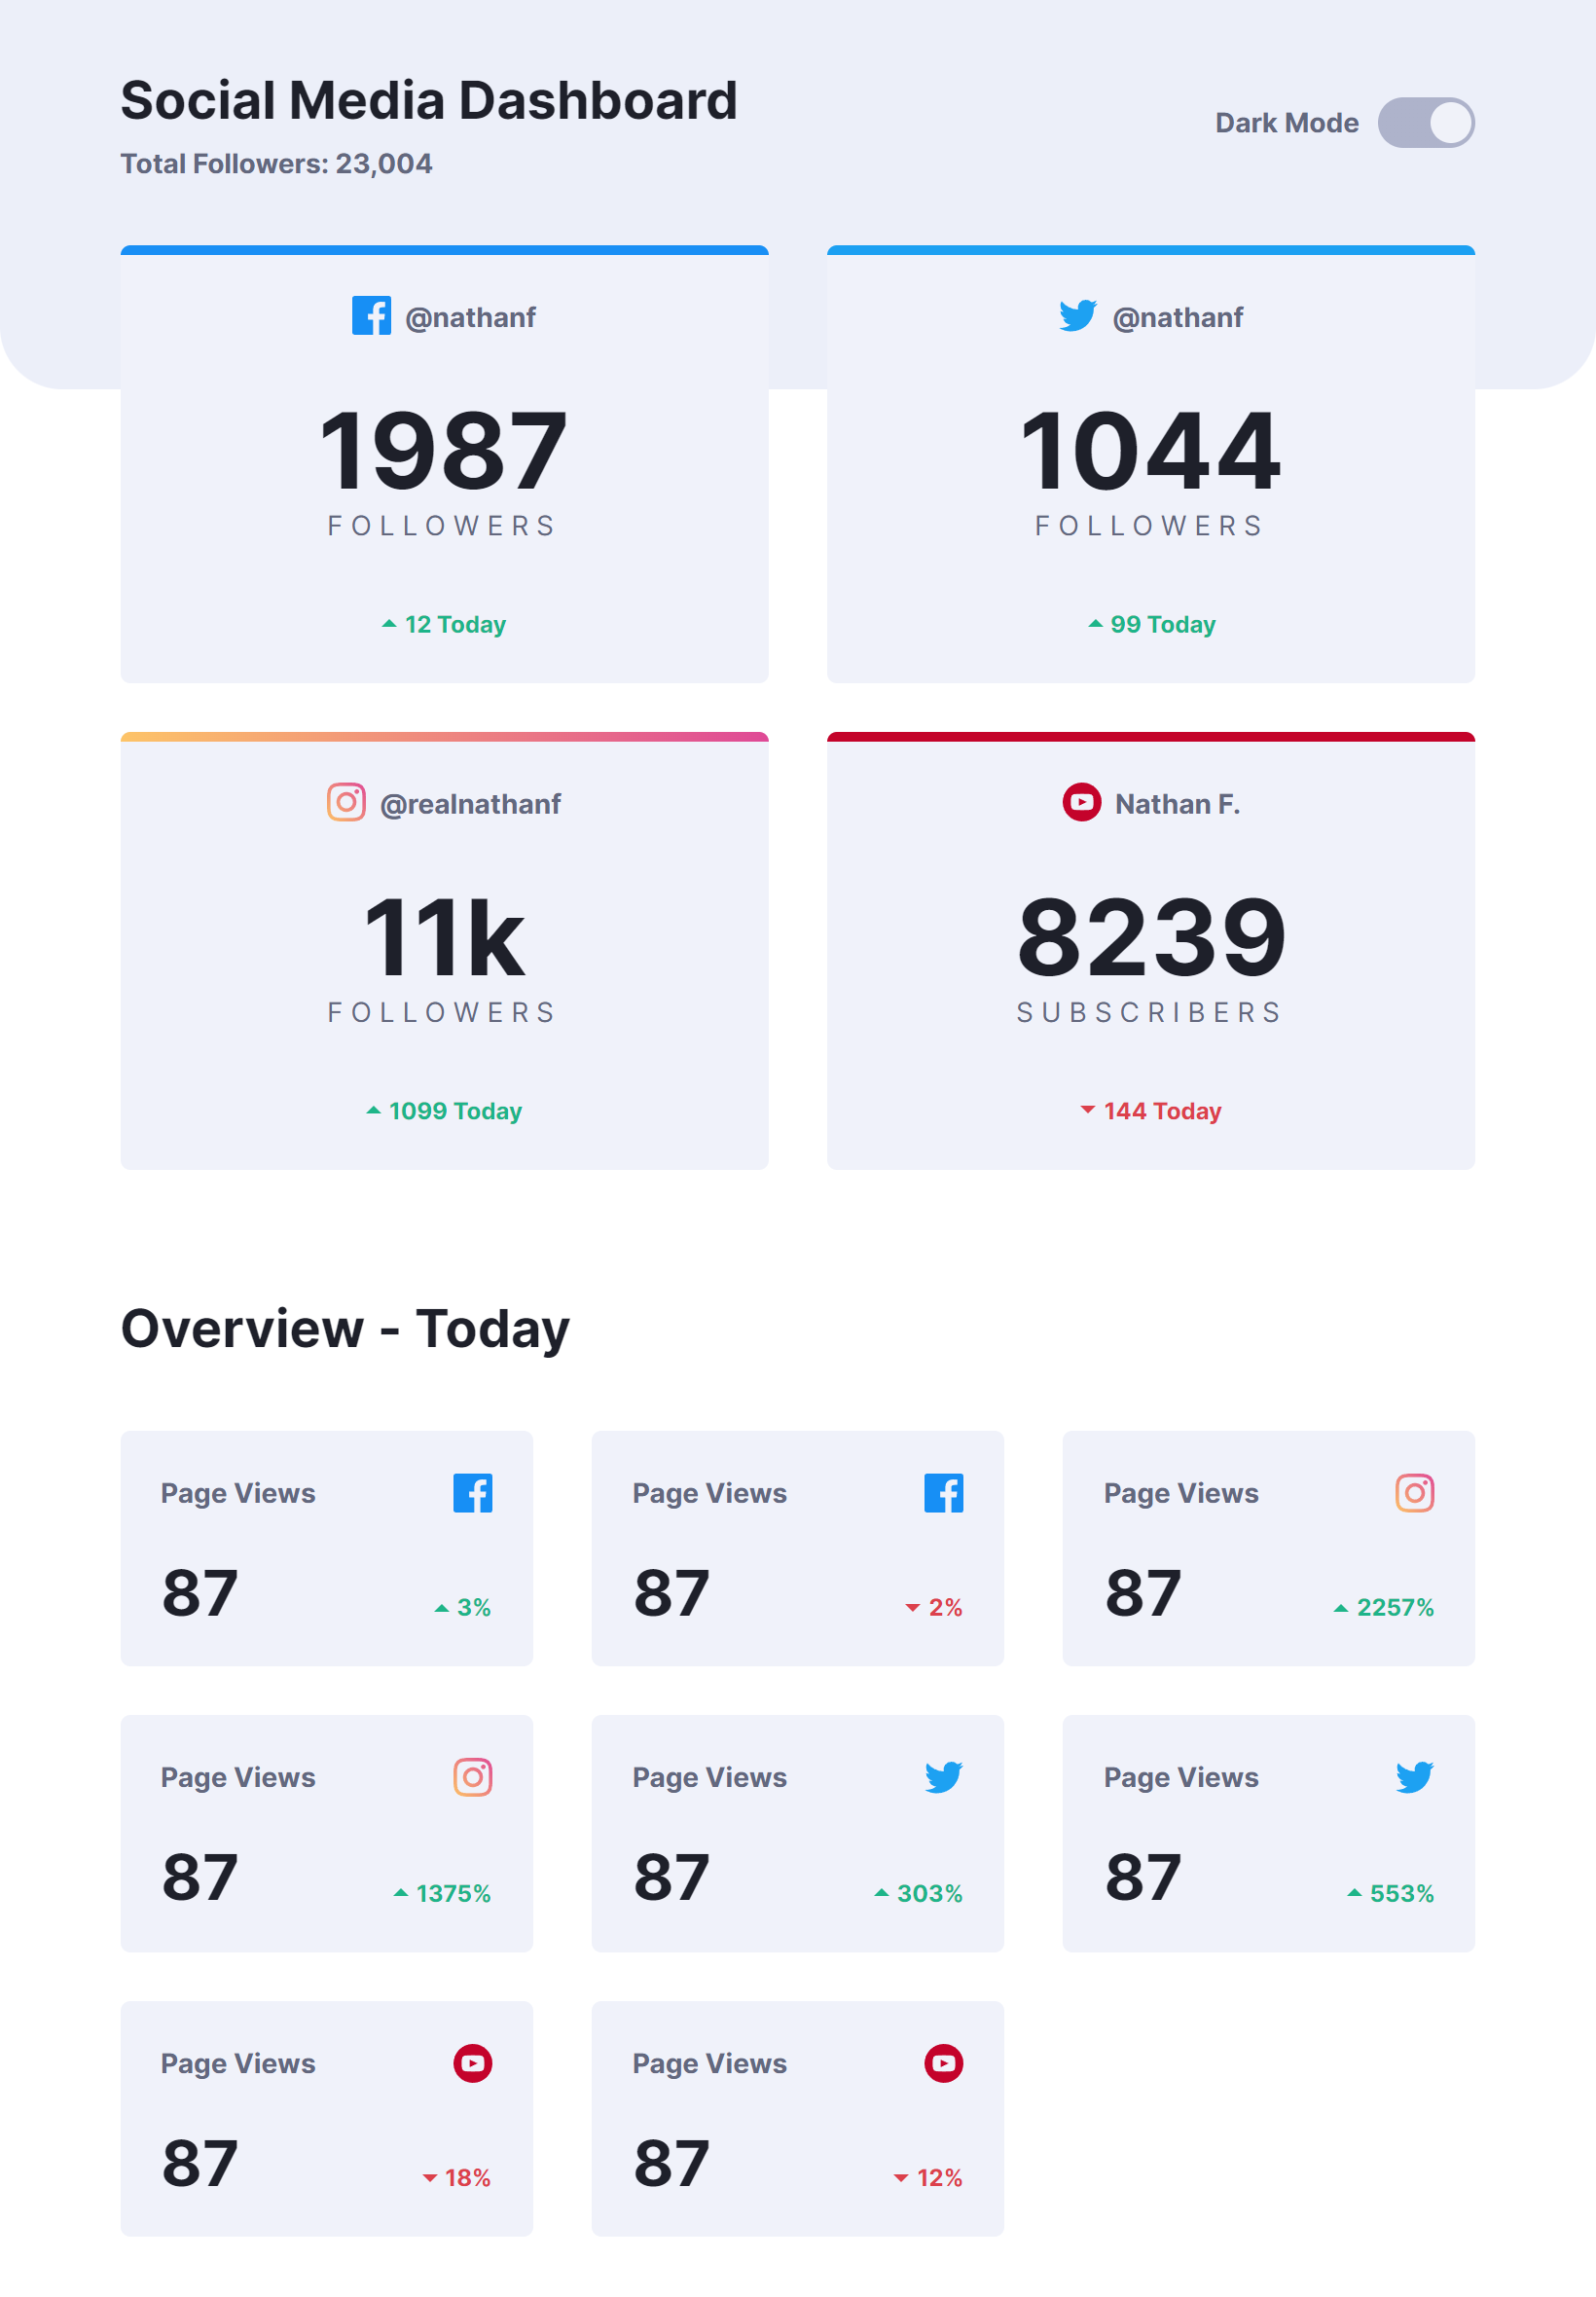 Social Media Dashboard
Total Followers: 23,004
Dark Mode
@nathanf
1987
FOLLOWERS
12 Today
@nathanf
1044
FOLLOWERS
99 Today
@realnathanf
11k
FOLLOWERS
1099 Today
Nathan F.
8239
SUBSCRIBERS
144 Today
Overview - Today
Page Views
87
3%
Page Views
87
2%
Page Views
87
2257%
Page Views
87
1375%
Page Views
87
303%
Page Views
87
553%
Page Views
87
18%
Page Views
87
12%